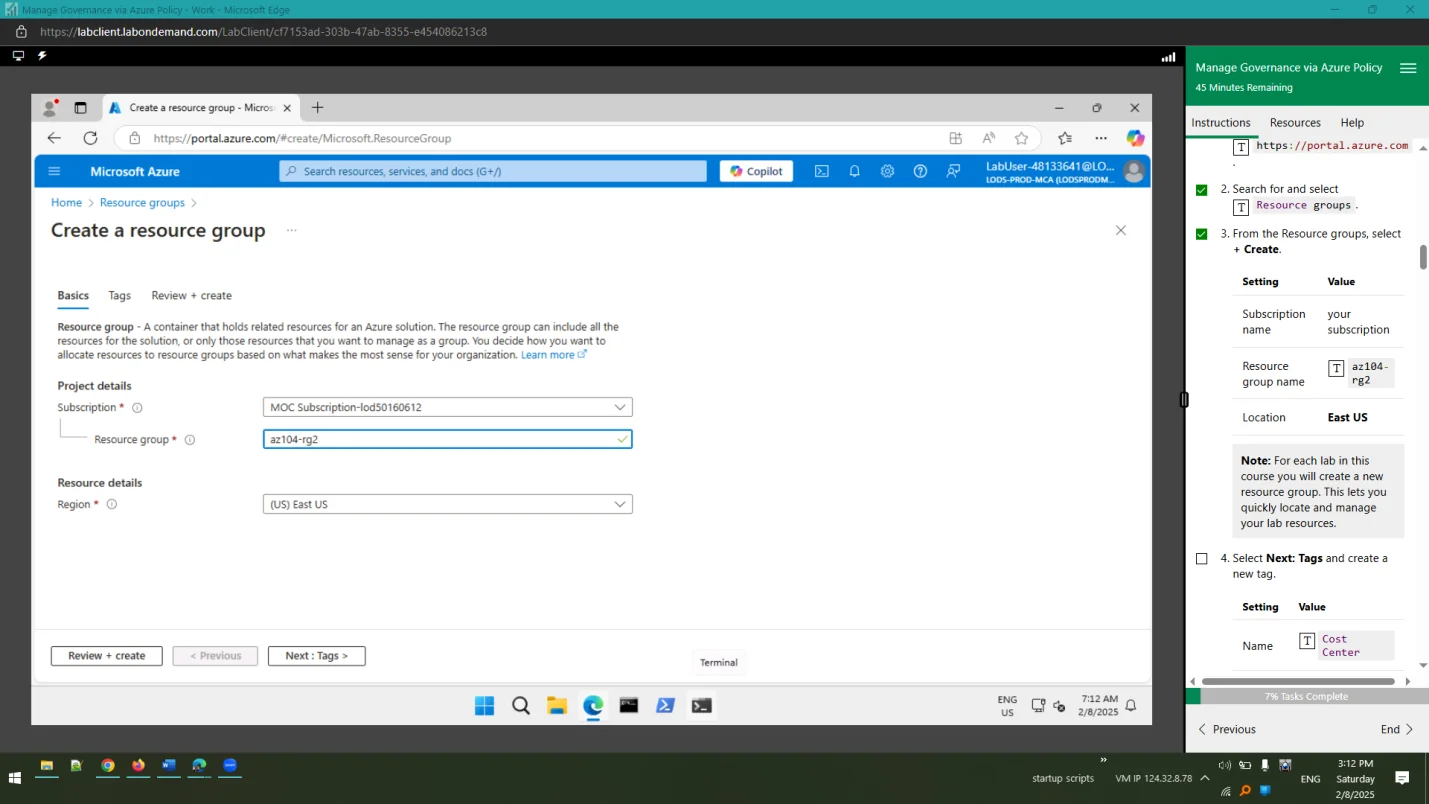 Manage Governance via Azure Policy - Work - Microsoft Edge
https://labclient.labondemand.com/LabClient/cf7153ad-303b-47ab-8355-e454086213c8
Create a resource group - Micros
https://portal.azure.com/#create/Microsoft.ResourceGroup
Microsoft Azure
Search resources, services, and docs (G+/)
Copilot
LabUser-48133641@LO...
LODS-PROD-MCA (LODSPRODM...
Home > Resource groups >
Create a resource group ...
Basics Tags Review + create
Resource group - A container that holds related resources for an Azure solution. The resource group can include all the
resources for the solution, or only those resources that you want to manage as a group. You decide how you want to
allocate resources to resource groups based on what makes the most sense for your organization. Learn more
Project details
Subscription *
MOC Subscription-lod50160612
Resource group *
az104-rg2
Resource details
Region *
(US) East US
Review + create
< Previous
Next : Tags >
Terminal
ENG
US
7:12 AM
2/8/2025
Manage Governance via Azure Policy
45 Minutes Remaining
Instructions Resources Help
T https://portal.azure.com
.
2. Search for and select
T Resource groups .
3. From the Resource groups, select
+ Create.
Setting Value
Subscription name
your subscription
Resource group name
T az104-rg2
Location East US
Note: For each lab in this
course you will create a new
resource group. This lets you
quickly locate and manage
your lab resources.
4. Select Next: Tags and create a
new tag.
Setting Value
Name
T Cost Center
7% Tasks Complete
< Previous
End >
startup scripts
VM IP 124.32.8.78
ENG
3:12 PM
Saturday
2/8/2025